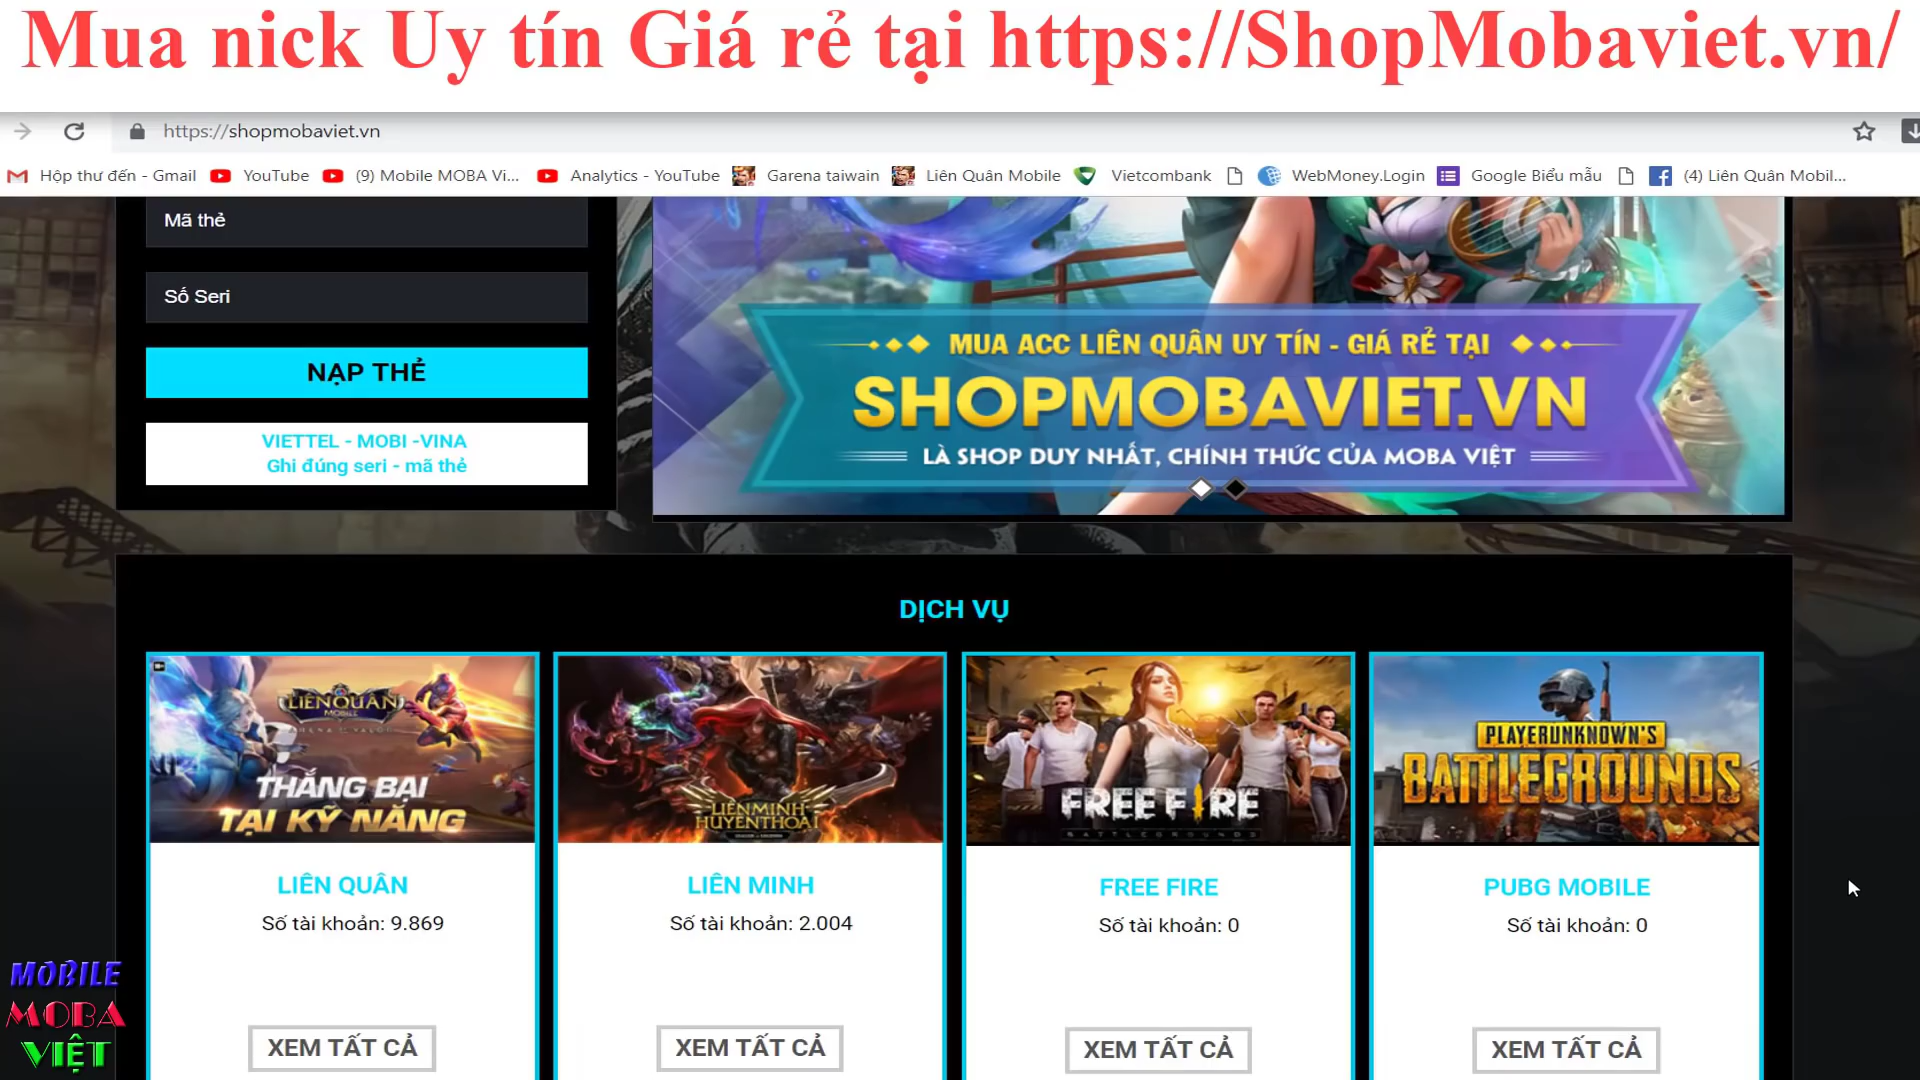 Mua nick Uy tín Giá rẻ tại https://ShopMobaviet.vn/
https://shopmobaviet.vn
Hộp thư đến - Gmail YouTube (9) Mobile MOBA Vi... Analytics - YouTube Garena taiwain Liên Quân Mobile Vietcombank WebMoney.Login Google Biểu mẫu (4) Liên Quân Mobil...
Mã thẻ
Số Seri
NẠP THẺ
VIETTEL - MOBI -VINA
Ghi đúng seri - mã thẻ
MUA ACC LIÊN QUÂN UY TÍN - GIÁ RẺ TẠI
SHOPMOBAVIET.VN
LÀ SHOP DUY NHẤT, CHÍNH THỨC CỦA MOBA VIỆT
DỊCH VỤ
LIÊN QUÂN
MOBILE
THẮNG BẠI
TẠI KỸ NĂNG
LIÊN QUÂN
Số tài khoản: 9.869
XEM TẤT CẢ
LIÊN MINH
HUYỀN THOẠI
LIÊN MINH
Số tài khoản: 2.004
XEM TẤT CẢ
FREE FIRE
BATTLEGROUNDS
FREE FIRE
Số tài khoản: 0
XEM TẤT CẢ
PLAYERUNKNOWN'S
BATTLEGROUNDS
PUBG MOBILE
Số tài khoản: 0
XEM TẤT CẢ
MOBILE
MOBA
VIỆT